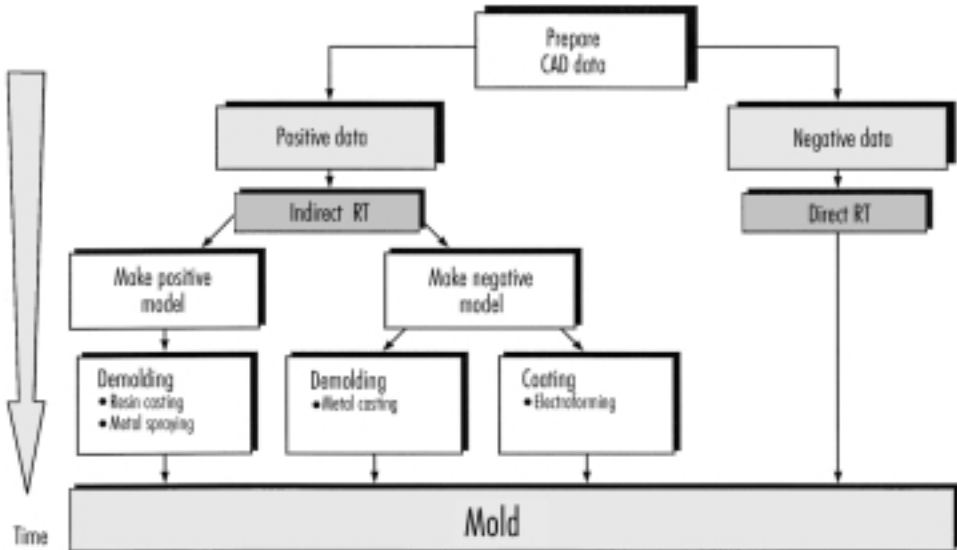 Prepare
CAD data
Positive data
Negative data
Indirect RT
Direct RT
Make positive
model
Make negative
model
Demolding
• Resin casting
• Metal spraying
Demolding
• Metal casting
Coating
• Electroforming
Mold
Time